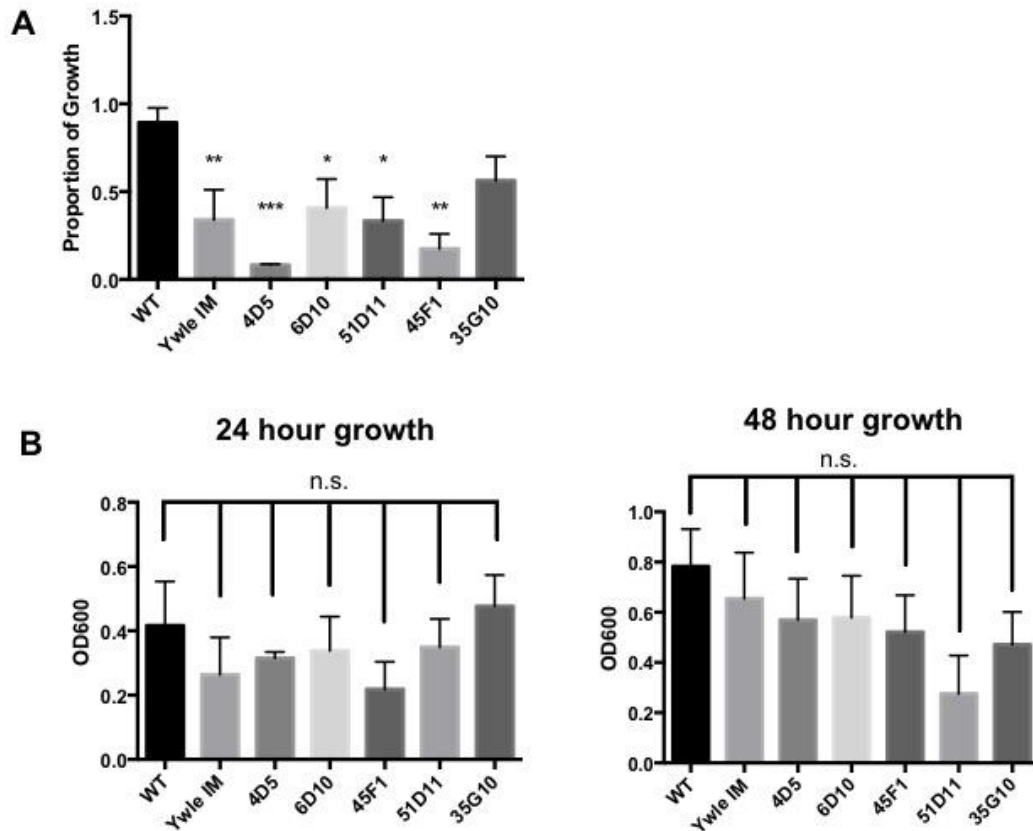 A
Proportion of Growth
1.5
1.0
0.5
0.0
** *** * * **
WT Ywle IM 4D5 6D10 51D11 45F1 35G10
B
24 hour growth
n.s.
OD600
0.8
0.6
0.4
0.2
0.0
WT Ywle IM 4D5 6D10 45F1 51D11 35G10
48 hour growth
n.s.
OD600
1.0
0.8
0.6
0.4
0.2
0.0
WT Ywle IM 4D5 6D10 45F1 51D11 35G10